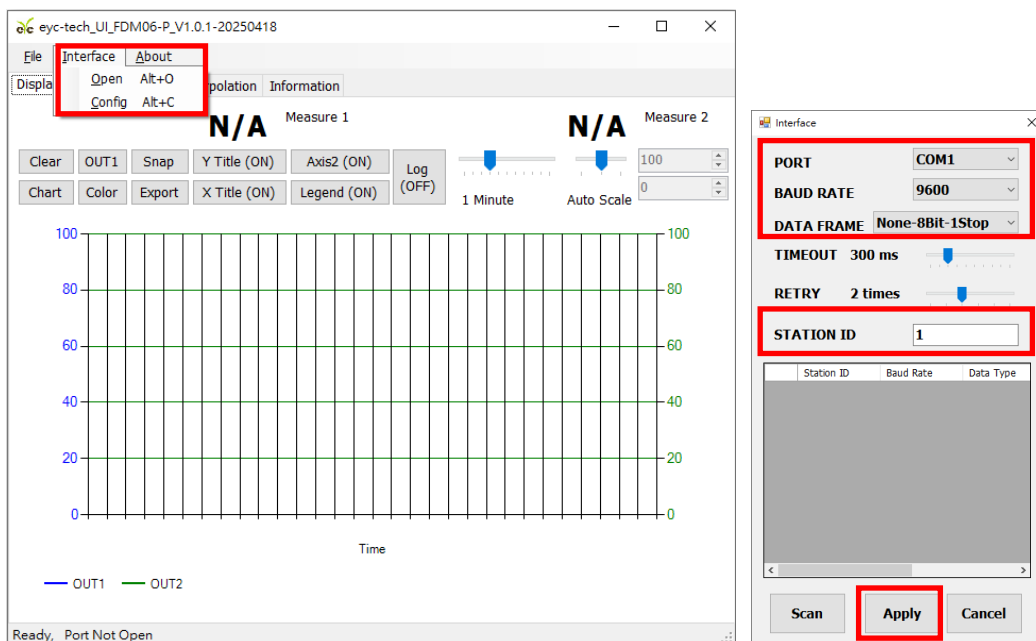 eyc-tech_UI_FDM06-P_V1.0.1-20250418
File Interface About
Open Alt+O
Config Alt+C
Information
N/A Measure 1 N/A Measure 2
Clear OUT1 Snap Y Title (ON) Axis2 (ON) Log (OFF) 100
Chart Color Export X Title (ON) Legend (ON) 1 Minute Auto Scale 0
100 100
80 80
60 60
40 40
20 20
0 0
Time
OUT1 OUT2
Ready, Port Not Open
Interface
PORT COM1
BAUD RATE 9600
DATA FRAME None-8Bit-1Stop
TIMEOUT 300 ms
RETRY 2 times
STATION ID 1
Station ID Baud Rate Data Type
Scan Apply Cancel